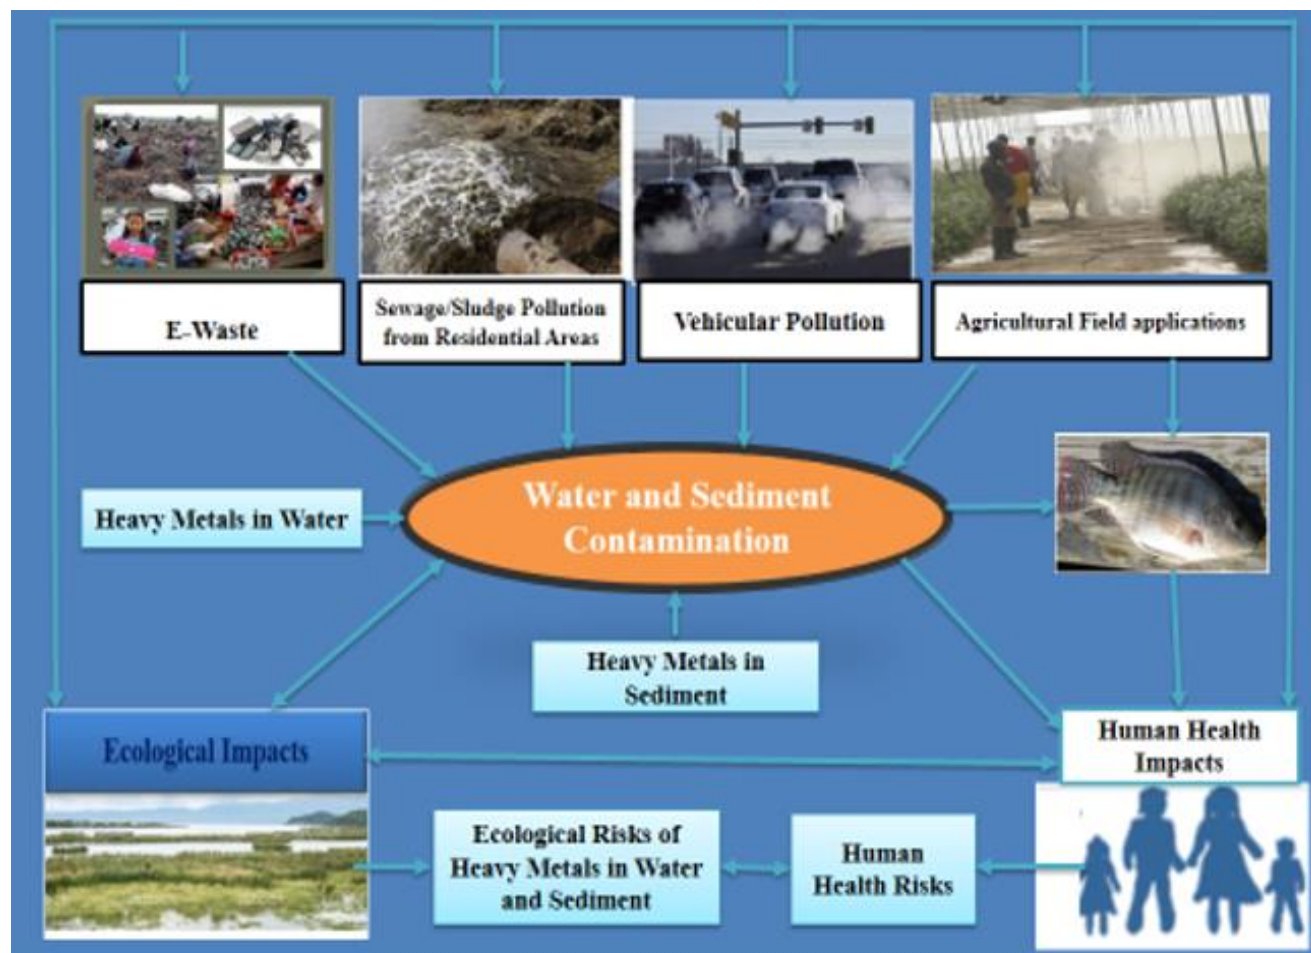 E-Waste
Sewage/Sludge Pollution
from Residential Areas
Vehicular Pollution
Agricultural Field applications
Water and Sediment
Contamination
Heavy Metals in Water
Heavy Metals in
Sediment
Ecological Impacts
Human Health
Impacts
Ecological Risks of
Heavy Metals in Water
and Sediment
Human
Health Risks